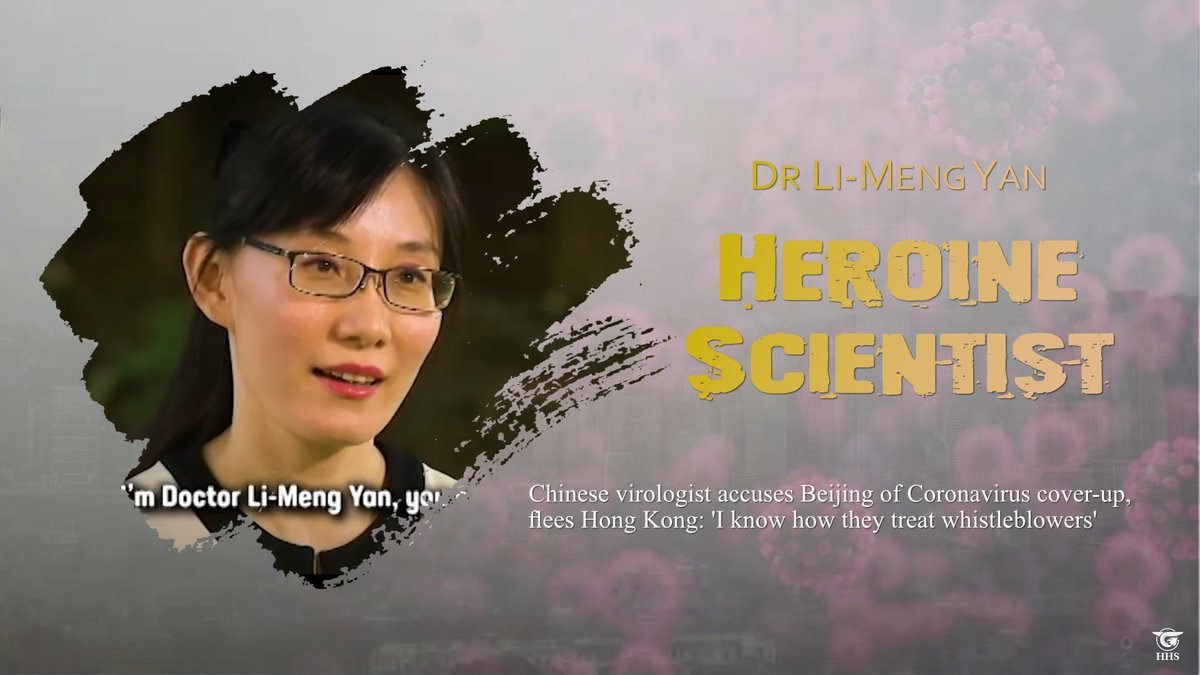 DR LI-MENG YAN
HEROINE
SCIENTIST
I'm Doctor Li-Meng Yan,
Chinese virologist accuses Beijing of Coronavirus cover-up,
flees Hong Kong: 'I know how they treat whistleblowers'
G
HHS